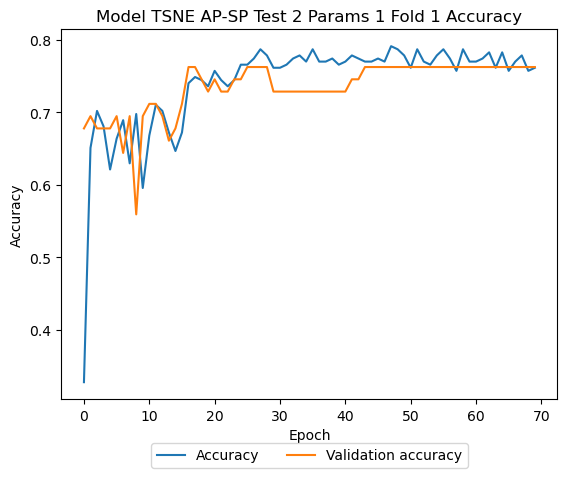 Model TSNE AP-SP Test 2 Params 1 Fold 1 Accuracy
0.8
0.7
0.6
0.5
0.4
Accuracy
0 10 20 30 40 50 60 70
Epoch
Accuracy Validation accuracy